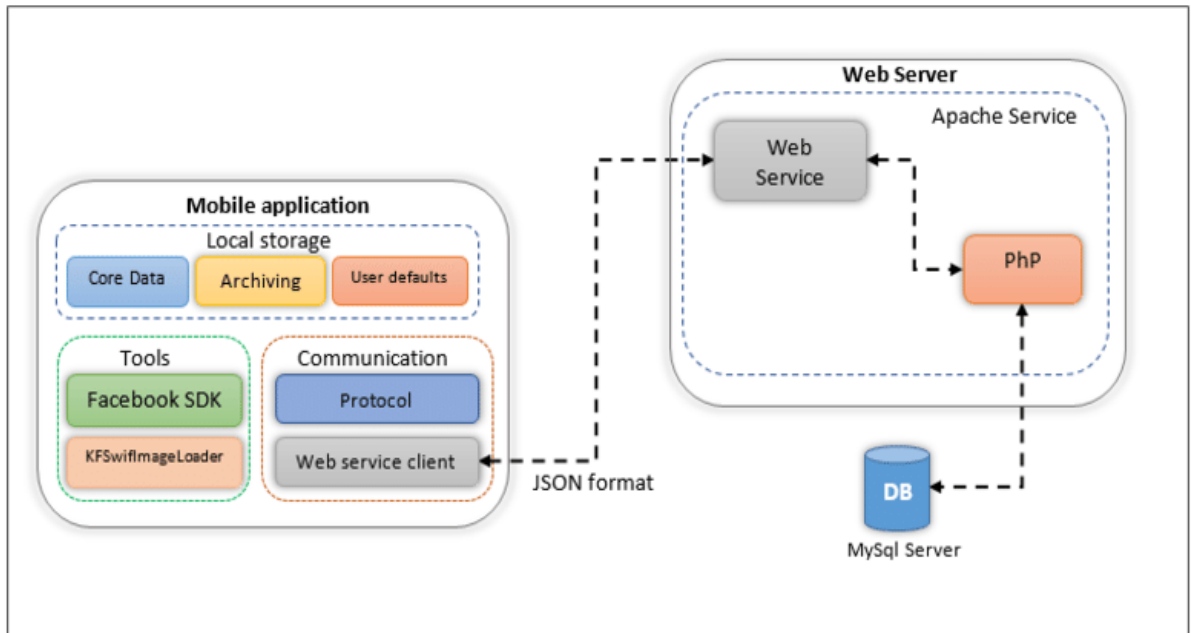 Web Server
Apache Service
Web
Service
PhP
Mobile application
Local storage
Core Data
Archiving
User defaults
Tools
Communication
Facebook SDK
Protocol
KFSwifImageLoader
Web service client
JSON format
DB
MySql Server